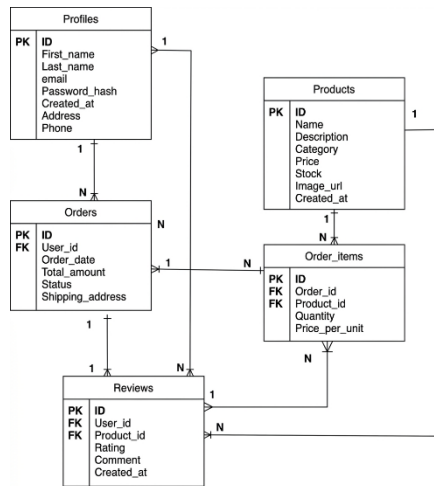 Profiles
PK ID
First_name
Last_name
email
Password_hash
Created_at
Address
Phone
1
1
N
Products
PK ID
Name
Description
Category
Price
Stock
Image_url
Created_at
1
1
N
Orders
PK ID
FK User_id
Order_date
Total_amount
Status
Shipping_address
N
1
N
1
1
Order_items
PK ID
FK Order_id
FK Product_id
Quantity
Price_per_unit
N
N
1
N
Reviews
PK ID
FK User_id
FK Product_id
Rating
Comment
Created_at